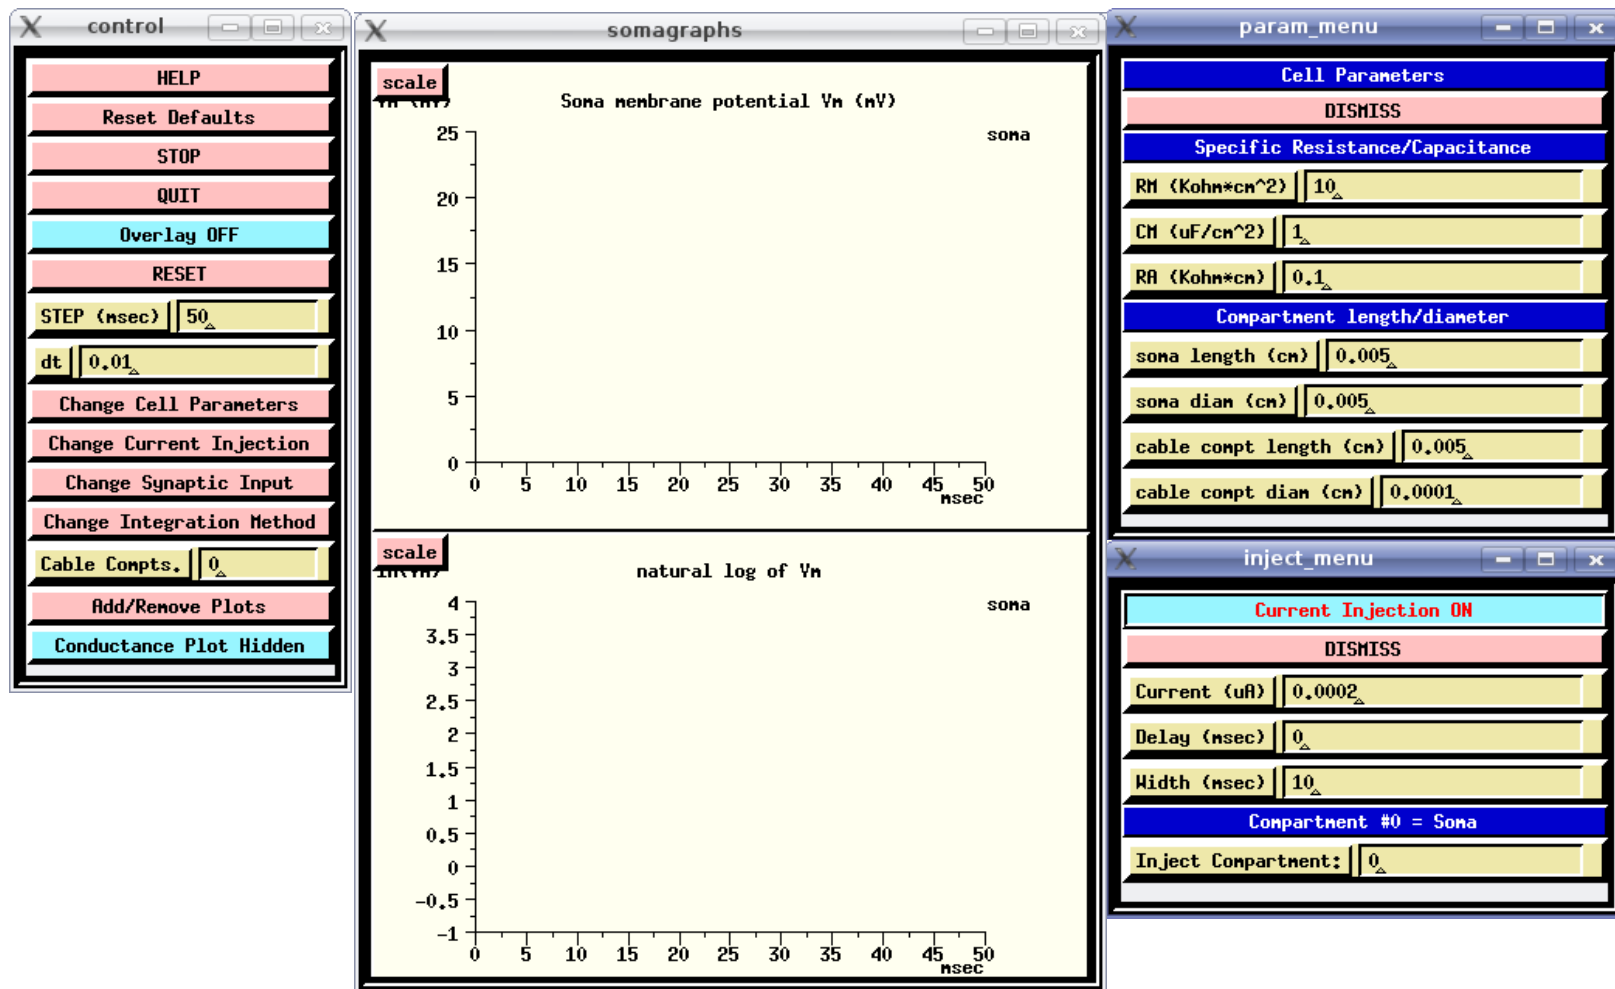 control
HELP
Reset Defaults
STOP
QUIT
Overlay OFF
RESET
STEP (msec) 50
dt 0.01
Change Cell Parameters
Change Current Injection
Change Synaptic Input
Change Integration Method
Cable Compts. 0
Add/Remove Plots
Conductance Plot Hidden
somagraphs
scale
Vm (mV)
Soma membrane potential Vm (mV)
soma
25
20
15
10
5
0
0 5 10 15 20 25 30 35 40 45 50
msec
scale
ln(Vm)
natural log of Vm
soma
4
3.5
3
2.5
2
1.5
1
0.5
0
-0.5
-1
0 5 10 15 20 25 30 35 40 45 50
msec
param_menu
Cell Parameters
DISMISS
Specific Resistance/Capacitance
RM (Kohm*cm^2) 10
CM (uF/cm^2) 1
RA (Kohm*cm) 0.1
Compartment length/diameter
soma length (cm) 0.005
soma diam (cm) 0.005
cable compt length (cm) 0.005
cable compt diam (cm) 0.0001
inject_menu
Current Injection ON
DISMISS
Current (uA) 0.0002
Delay (msec) 0
Width (msec) 10
Compartment #0 = Soma
Inject Compartment: 0